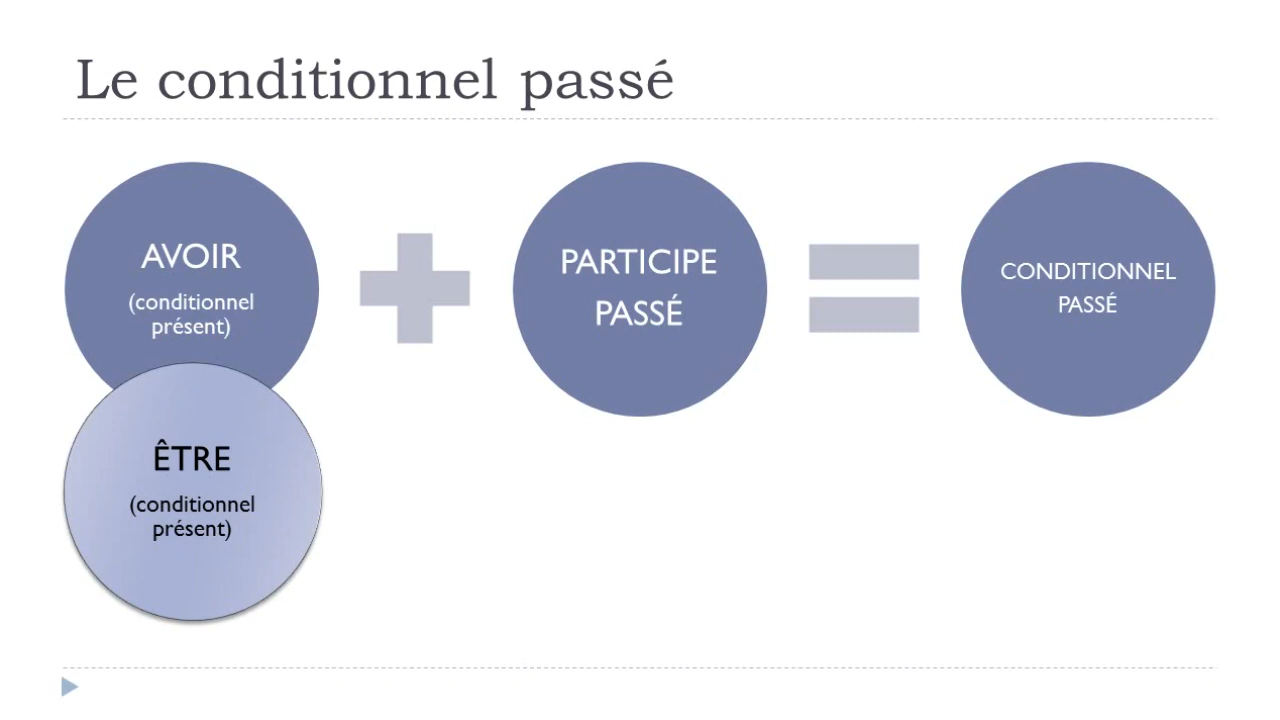 Le conditionnel passé
AVOIR
(conditionnel
présent)
PARTICIPE
PASSÉ
CONDITIONNEL
PASSÉ
ÊTRE
(conditionnel
présent)